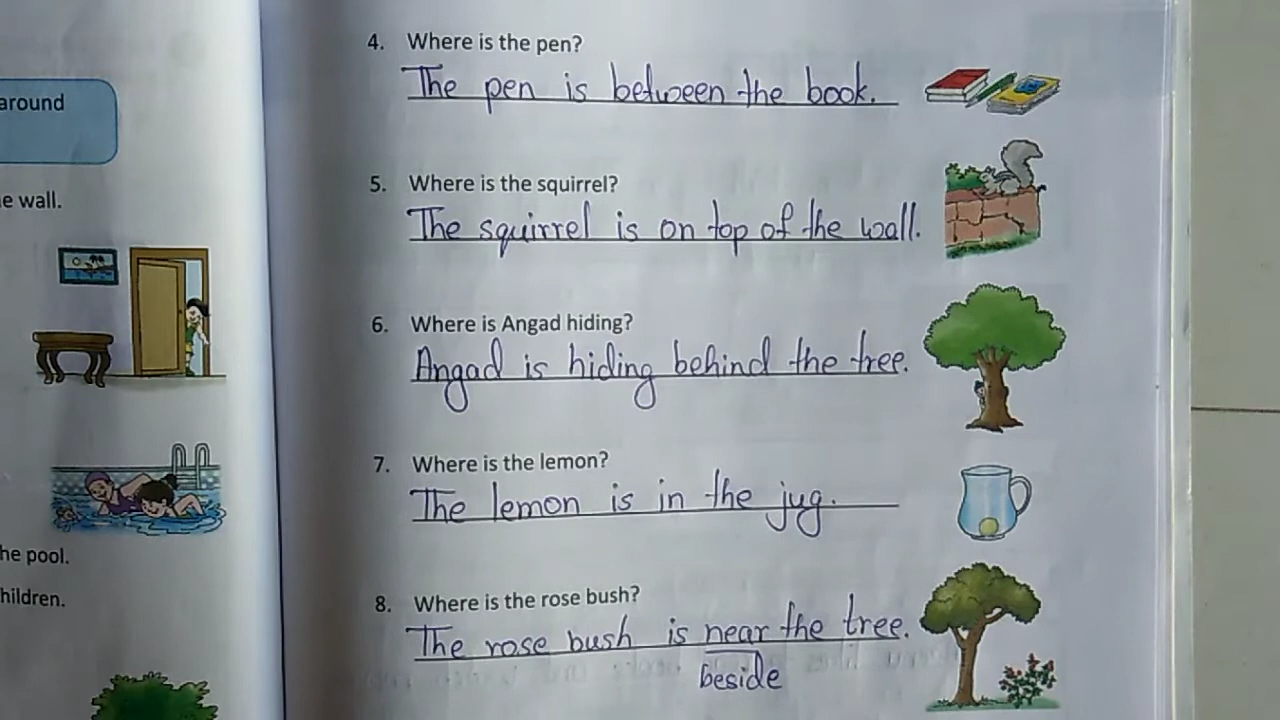 around
e wall.
he pool.
hildren.
4. Where is the pen?
The pen is between the book.
5. Where is the squirrel?
The squirrel is on top of the wall.
6. Where is Angad hiding?
Angad is hiding behind the tree.
7. Where is the lemon?
The lemon is in the jug.
8. Where is the rose bush?
The rose bush is near the tree.
beside